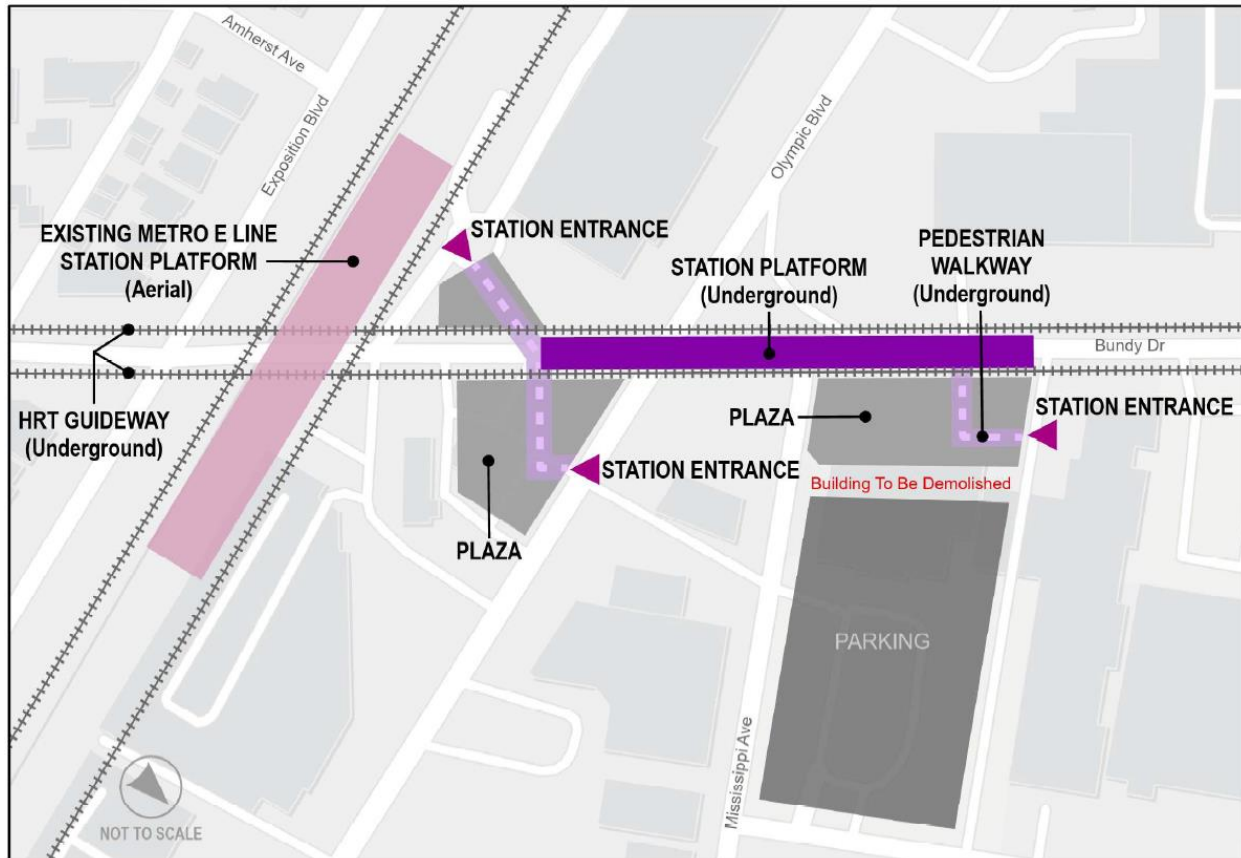 Amherst Ave
Exposition Blvd
Olympic Blvd
EXISTING METRO E LINE
STATION PLATFORM
(Aerial)
STATION ENTRANCE
STATION PLATFORM
(Underground)
PEDESTRIAN
WALKWAY
(Underground)
Bundy Dr
HRT GUIDEWAY
(Underground)
PLAZA
STATION ENTRANCE
STATION ENTRANCE
Building To Be Demolished
PLAZA
PARKING
Mississippi Ave
NOT TO SCALE